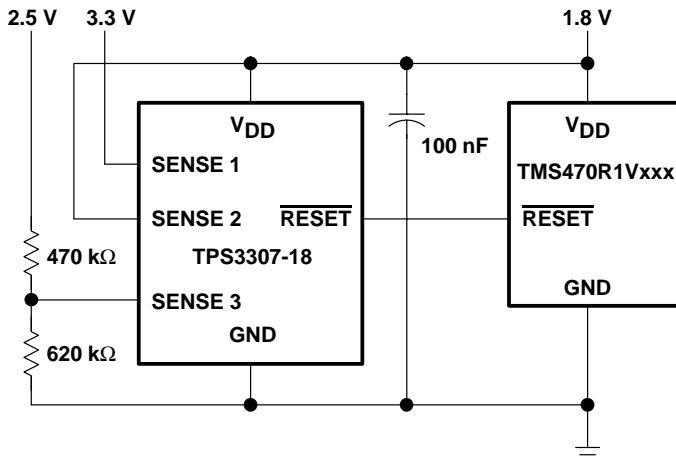 2.5 V 3.3 V 1.8 V
VDD VDD
SENSE 1 100 nF TMS470R1Vxxx
SENSE 2 RESET RESET
470 kΩ TPS3307-18
SENSE 3 GND
620 kΩ GND